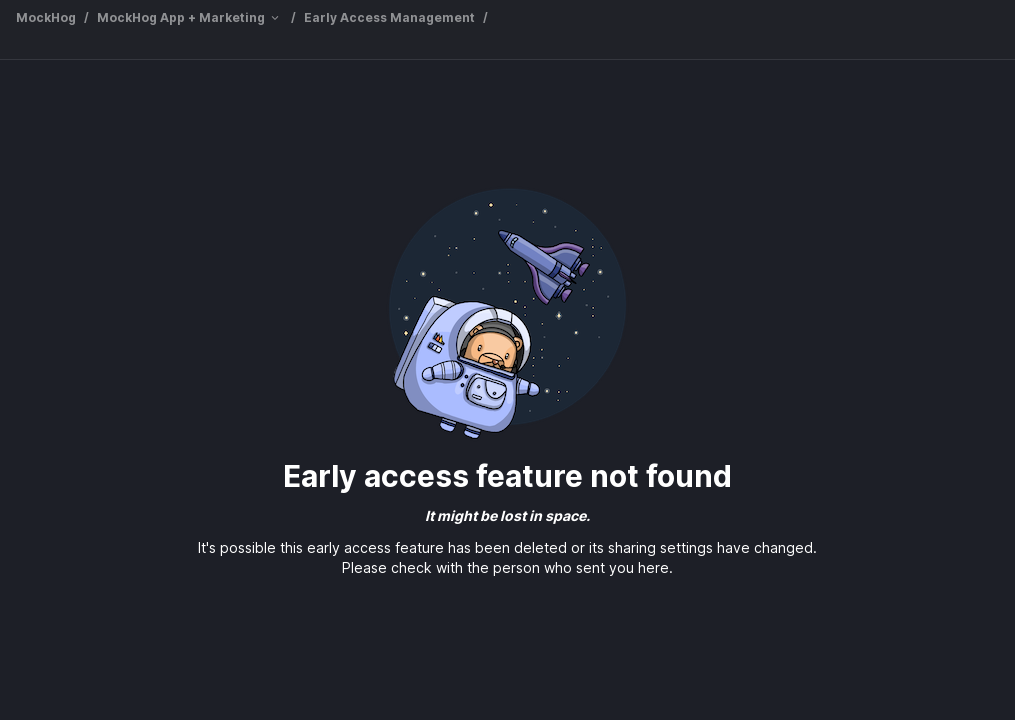 MockHog / MockHog App + Marketing / Early Access Management /
Early access feature not found
It might be lost in space.
It's possible this early access feature has been deleted or its sharing settings have changed.
Please check with the person who sent you here.